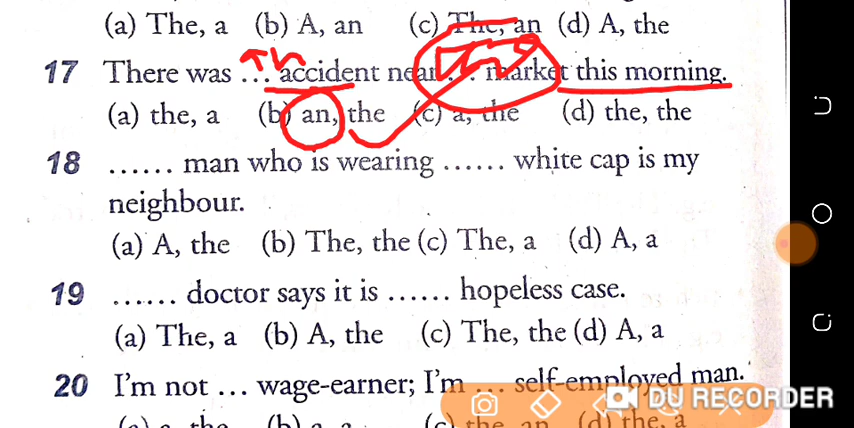 (a) The, a (b) A, an (c) The, an (d) A, the
Th
17 There was ... accident near ... market this morning.
(a) the, a (b) an, the (c) a, the (d) the, the
18 ...... man who is wearing ...... white cap is my
neighbour.
(a) A, the (b) The, the (c) The, a (d) A, a
19 ...... doctor says it is ...... hopeless case.
(a) The, a (b) A, the (c) The, the (d) A, a
20 I'm not ... wage-earner; I'm ... self-employed man.
DU RECORDER
(a) a, the (b) a, a (c) the, an (d) the, a